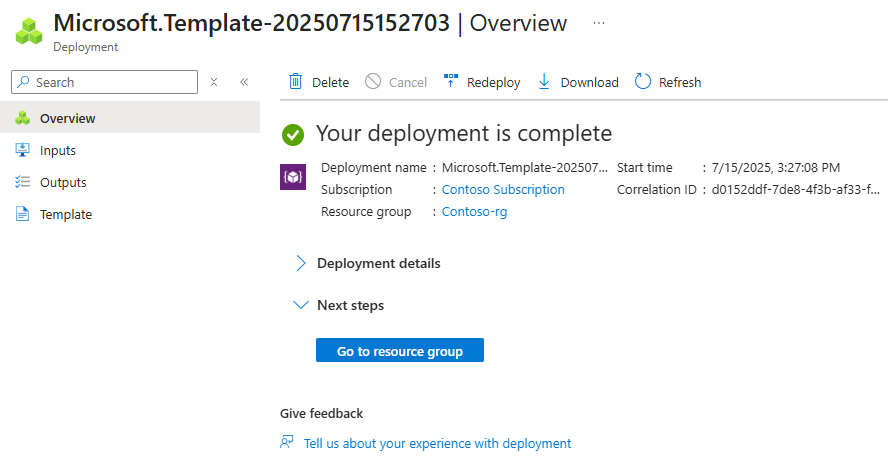 Microsoft.Template-20250715152703 | Overview ...
Deployment
Search
Delete Cancel Redeploy Download Refresh
Overview
Inputs
Outputs
Template
Your deployment is complete
Deployment name : Microsoft.Template-202507... Start time : 7/15/2025, 3:27:08 PM
Subscription : Contoso Subscription Correlation ID : d0152ddf-7de8-4f3b-af33-f...
Resource group : Contoso-rg
Deployment details
Next steps
Go to resource group
Give feedback
Tell us about your experience with deployment